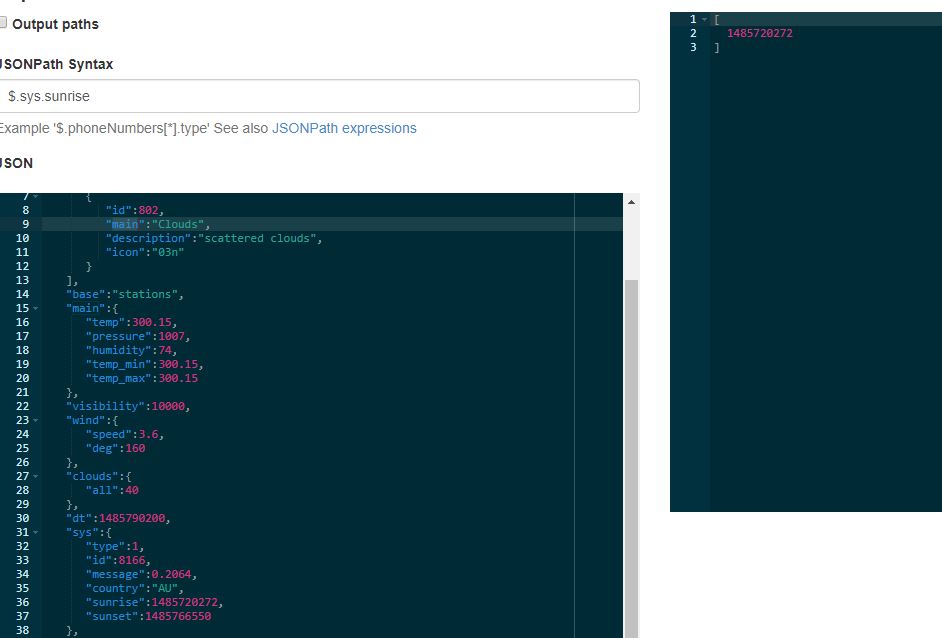 Output paths
JSONPath Syntax
$.sys.sunrise
Example '$.phoneNumbers[*].type' See also JSONPath expressions
JSON
7 {
8 "id":802,
9 "main":"Clouds",
10 "description":"scattered clouds",
11 "icon":"03n"
12 }
13 ],
14 "base":"stations",
15 "main":{
16 "temp":300.15,
17 "pressure":1007,
18 "humidity":74,
19 "temp_min":300.15,
20 "temp_max":300.15
21 },
22 "visibility":10000,
23 "wind":{
24 "speed":3.6,
25 "deg":160
26 },
27 "clouds":{
28 "all":40
29 },
30 "dt":1485790200,
31 "sys":{
32 "type":1,
33 "id":8166,
34 "message":0.2064,
35 "country":"AU",
36 "sunrise":1485720272,
37 "sunset":1485766550
38 },
1 [
2 1485720272
3 ]